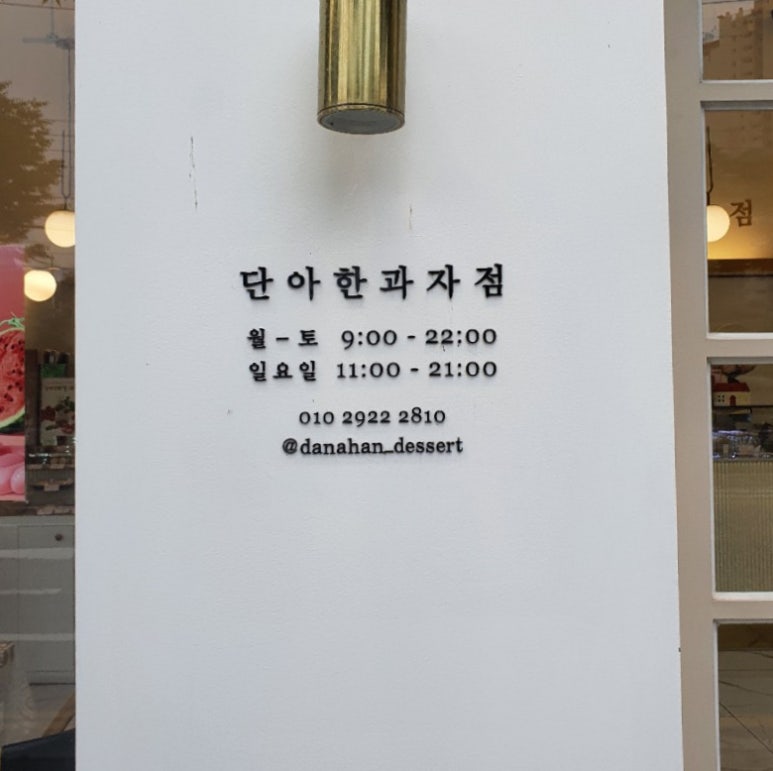 단아한과자점
월 – 토 9:00 - 22:00
일요일 11:00 - 21:00
010 2922 2810
@danahan_dessert
점